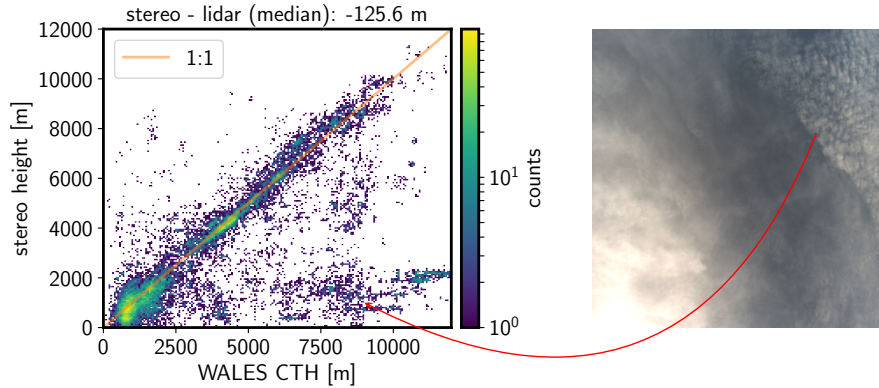 stereo - lidar (median): -125.6 m
12000
10000
8000
6000
4000
2000
0
stereo height [m]
1:1
0 2500 5000 7500 10000
WALES CTH [m]
10¹
10⁰
counts